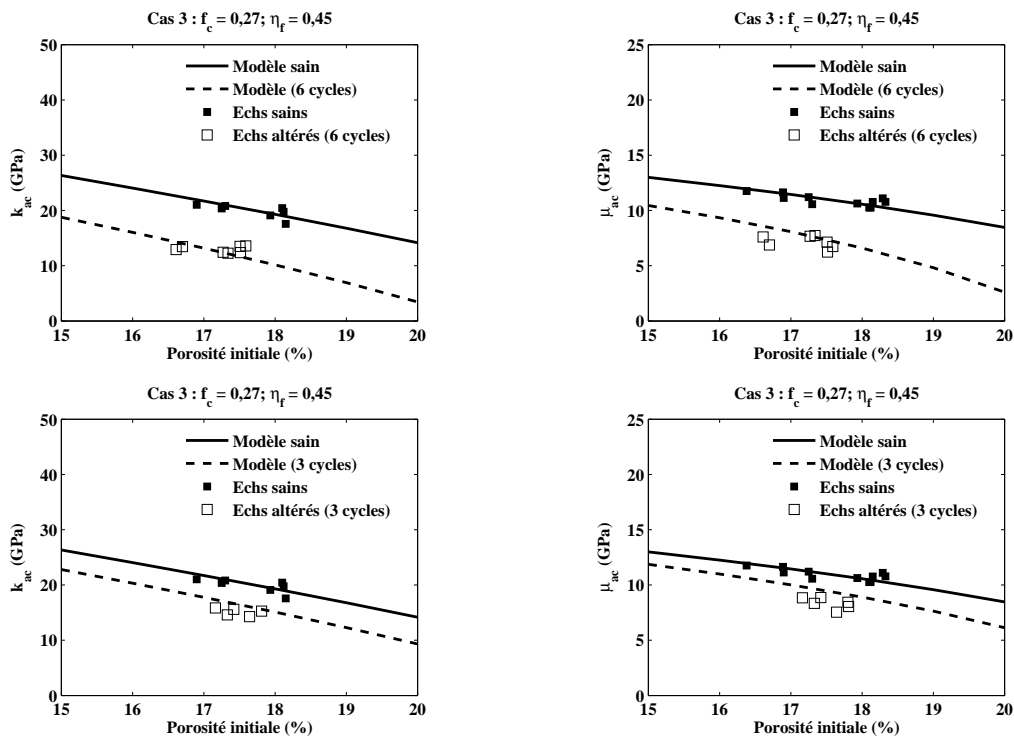 Cas 3 : f_c = 0,27; η_f = 0,45
50
40
30
20
10
0
k_ac (GPa)
Modèle sain
Modèle (6 cycles)
Echs sains
Echs altérés (6 cycles)
15 16 17 18 19 20
Porosité initiale (%)
Cas 3 : f_c = 0,27; η_f = 0,45
25
20
15
10
5
0
μ_ac (GPa)
Modèle sain
Modèle (6 cycles)
Echs sains
Echs altérés (6 cycles)
15 16 17 18 19 20
Porosité initiale (%)
Cas 3 : f_c = 0,27; η_f = 0,45
50
40
30
20
10
0
k_ac (GPa)
Modèle sain
Modèle (3 cycles)
Echs sains
Echs altérés (3 cycles)
15 16 17 18 19 20
Porosité initiale (%)
Cas 3 : f_c = 0,27; η_f = 0,45
25
20
15
10
5
0
μ_ac (GPa)
Modèle sain
Modèle (3 cycles)
Echs sains
Echs altérés (3 cycles)
15 16 17 18 19 20
Porosité initiale (%)